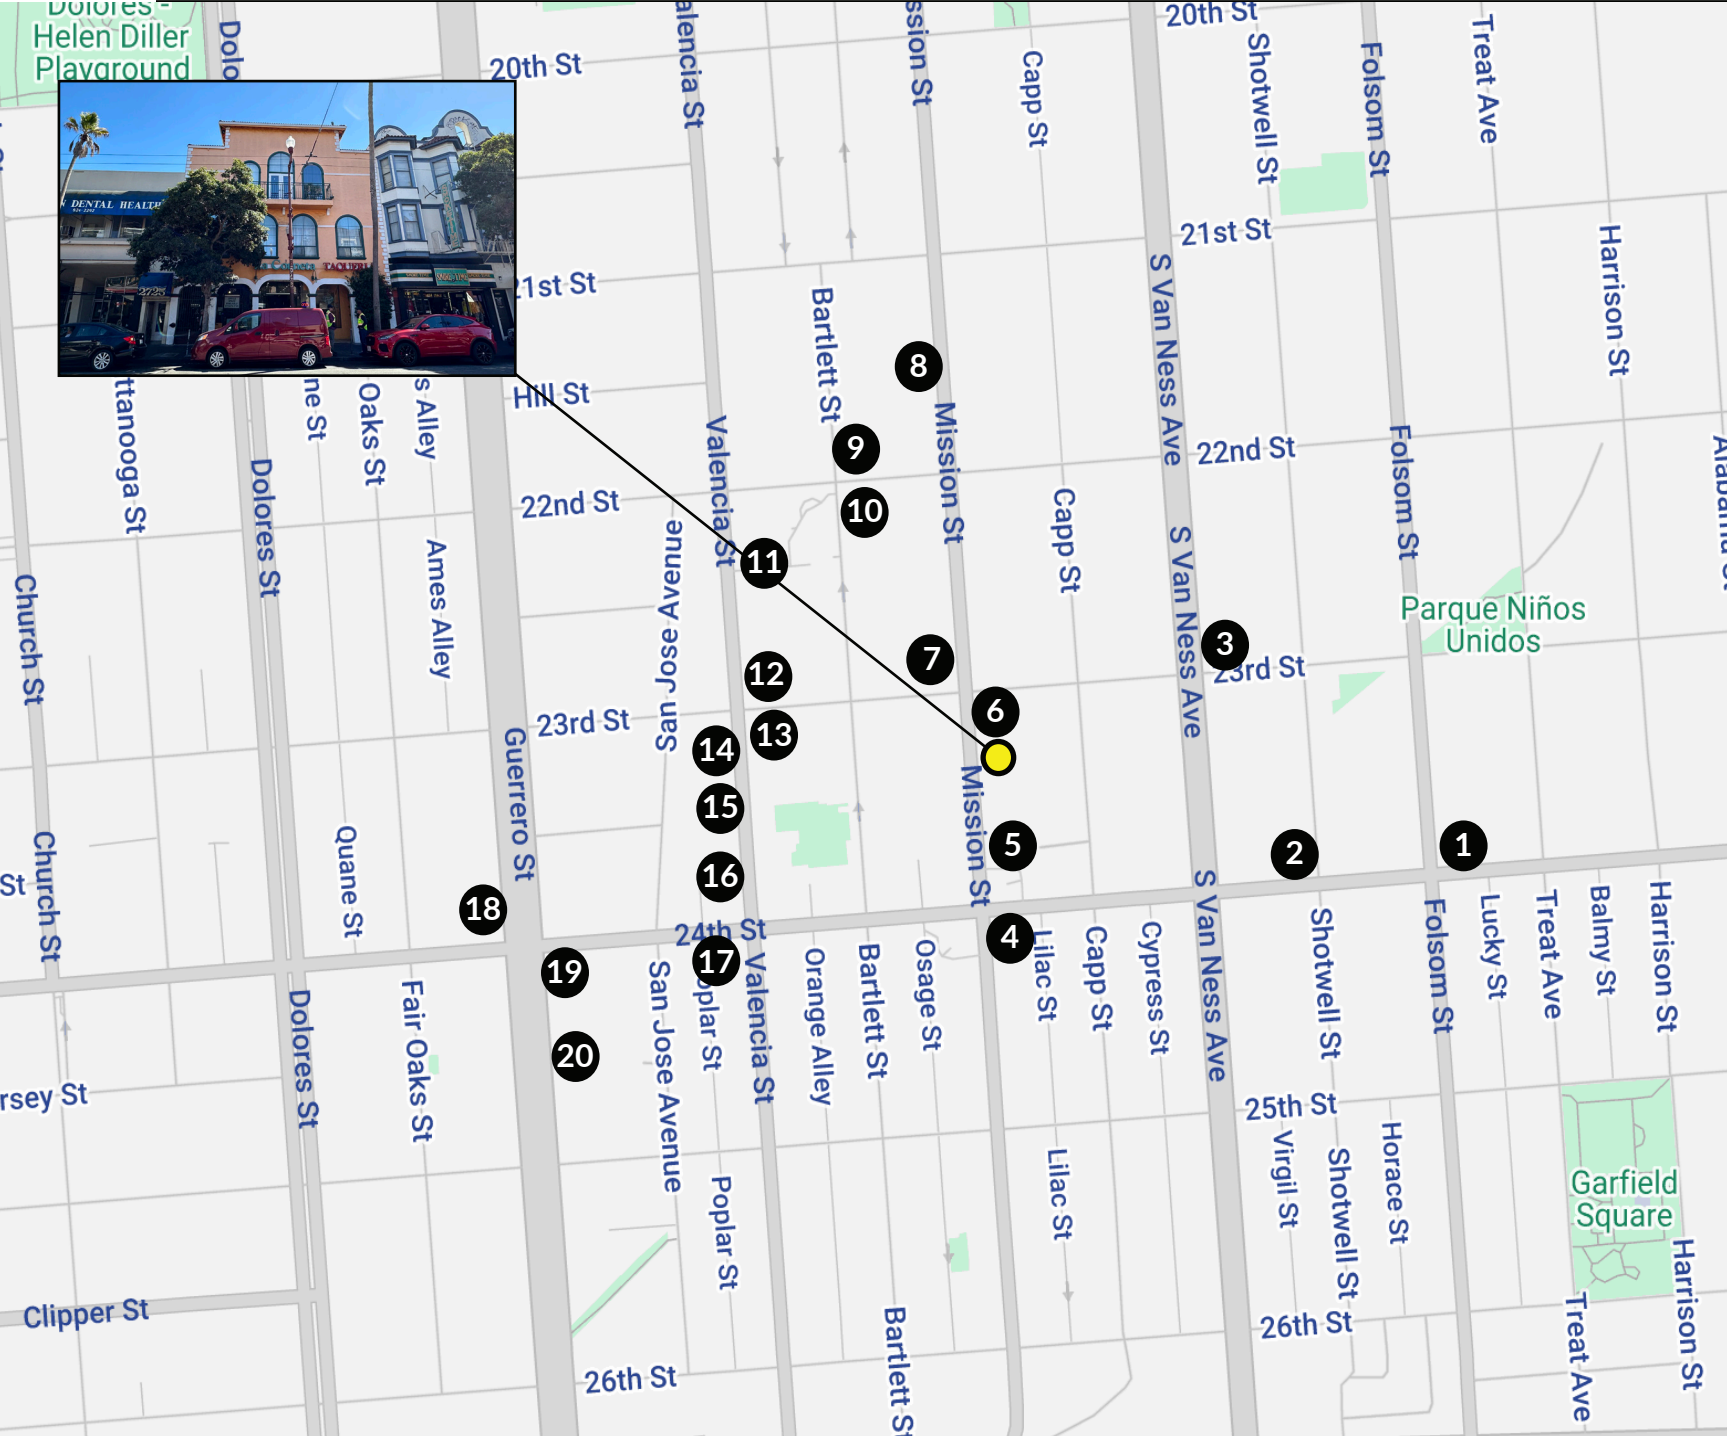 Dolores -
Helen Diller
Playground
Dolo
alencia St
ssion St
20th St
20th St
Capp St
Shotwell St
Folsom St
Treat Ave
DENTAL HEALTH
2723
TAQUERI
21st St
21st St
S Van Ness Ave
Harrison St
Bartlett St
8
Hill St
ttanooga St
ne St
Oaks St
s Alley
Valencia St
Mission St
9
22nd St
22nd St
Folsom St
Dolores St
10
Capp St
San Jose Avenue
Ames Alley
11
S Van Ness Ave
Church St
Parque Niños
Unidos
3
7
23rd St
12
6
23rd St
13
14
Guerrero St
Mission St
15
Church St
Quane St
5
2
1
St
16
18
24th St
4
17
19
S Van Ness Ave
Shotwell St
Folsom St
Lucky St
Treat Ave
Balmy St
Harrison St
Lilac St
Capp St
Cypress St
Osage St
Bartlett St
Orange Alley
Valencia St
oplar St
San Jose Avenue
Fair Oaks St
Dolores St
20
rsey St
25th St
Virgil St
Shotwell St
Horace St
Lilac St
Poplar St
Garfield
Square
Harrison St
Treat Ave
Clipper St
26th St
26th St
Bartlett St